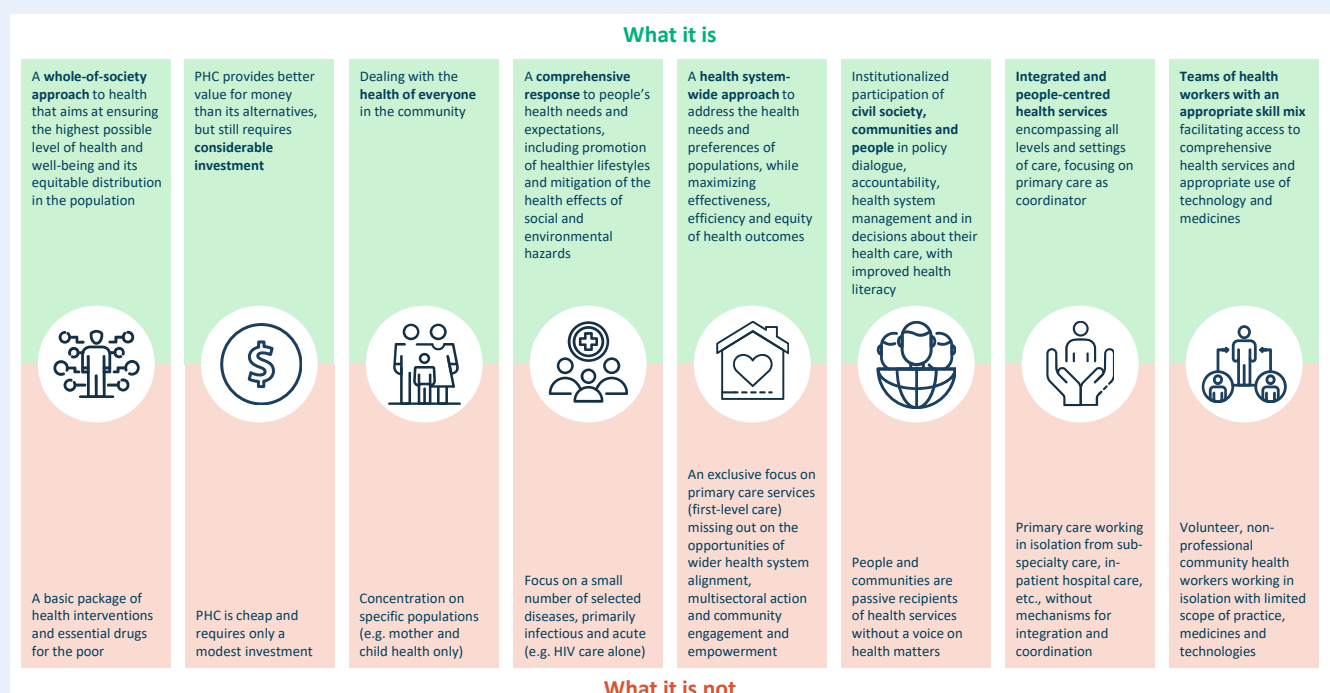 What it is
A whole-of-society
approach to health
that aims at ensuring
the highest possible
level of health and
well-being and its
equitable distribution
in the population
PHC provides better
value for money
than its alternatives,
but still requires
considerable
investment
Dealing with the
health of everyone
in the community
A comprehensive
response to people's
health needs and
expectations,
including promotion
of healthier lifestyles
and mitigation of the
health effects of
social and
environmental
hazards
A health system-
wide approach to
address the health
needs and
preferences of
populations, while
maximizing
effectiveness,
efficiency and equity
of health outcomes
Institutionalized
participation of
civil society,
communities and
people in policy
dialogue,
accountability,
health system
management and in
decisions about their
health care, with
improved health
literacy
Integrated and
people-centred
health services
encompassing all
levels and settings
of care, focusing on
primary care as
coordinator
Teams of health
workers with an
appropriate skill mix
facilitating access to
comprehensive
health services and
appropriate use of
technology and
medicines
$
A basic package of
health interventions
and essential drugs
for the poor
PHC is cheap and
requires only a
modest investment
Concentration on
specific populations
(e.g. mother and
child health only)
Focus on a small
number of selected
diseases, primarily
infectious and acute
(e.g. HIV care alone)
An exclusive focus on
primary care services
(first-level care)
missing out on the
opportunities of
wider health system
alignment,
multisectoral action
and community
engagement and
empowerment
People and
communities are
passive recipients
of health services
without a voice on
health matters
Primary care working
in isolation from sub-
specialty care, in-
patient hospital care,
etc., without
mechanisms for
integration and
coordination
Volunteer, non-
professional
community health
workers working in
isolation with limited
scope of practice,
medicines and
technologies
What it is not